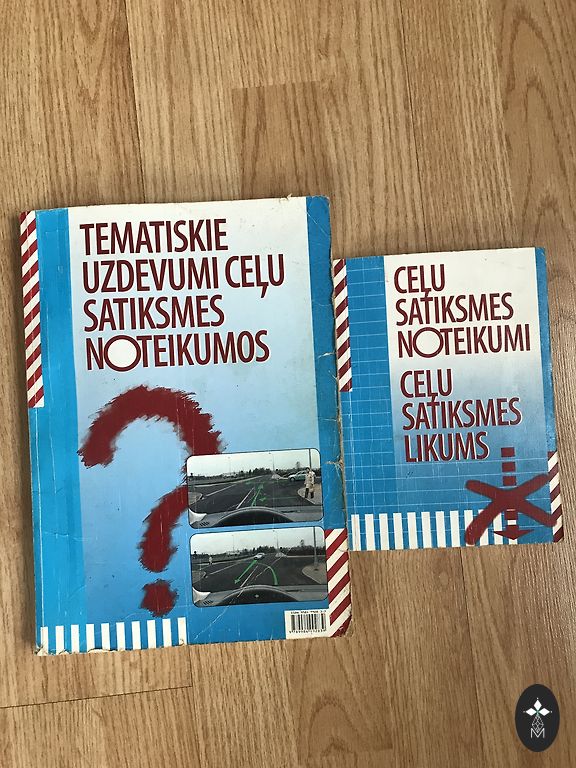 TEMATISKIE
UZDEVUMI CEĻU
SATIKSMES
NOTEIKUMOS
CEĻU
SATIKSMES
NOTEIKUMI
CEĻU
SATIKSMES
LIKUMS
M